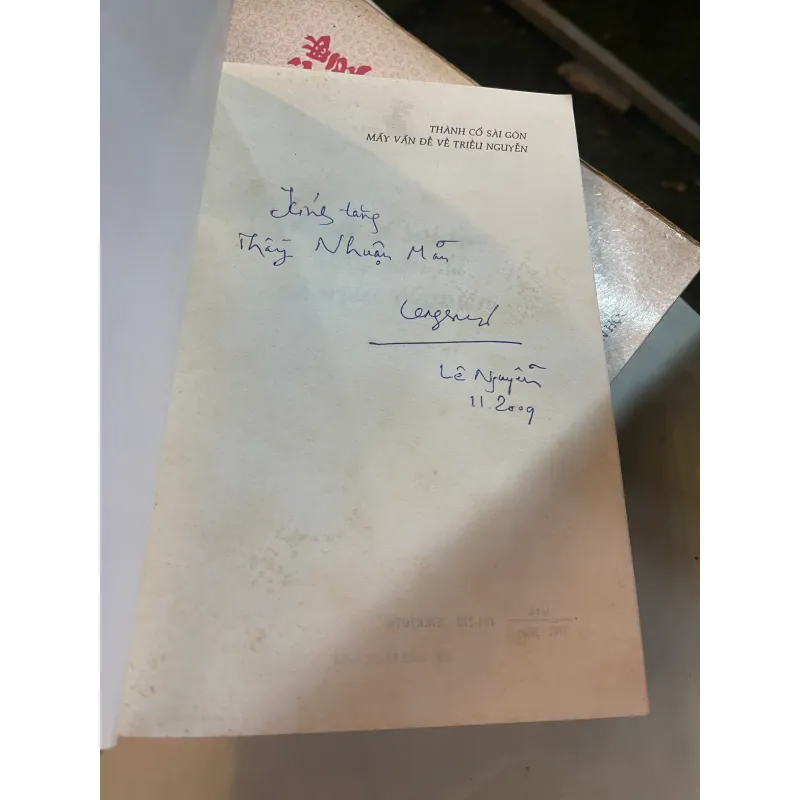 THÀNH CỔ SÀI GÒN
MẤY VẤN ĐỀ VỀ TRIỀU NGUYỄN
Kính tặng
Thầy Nhuận Mẫn
Lê Nguyễn
11.2009